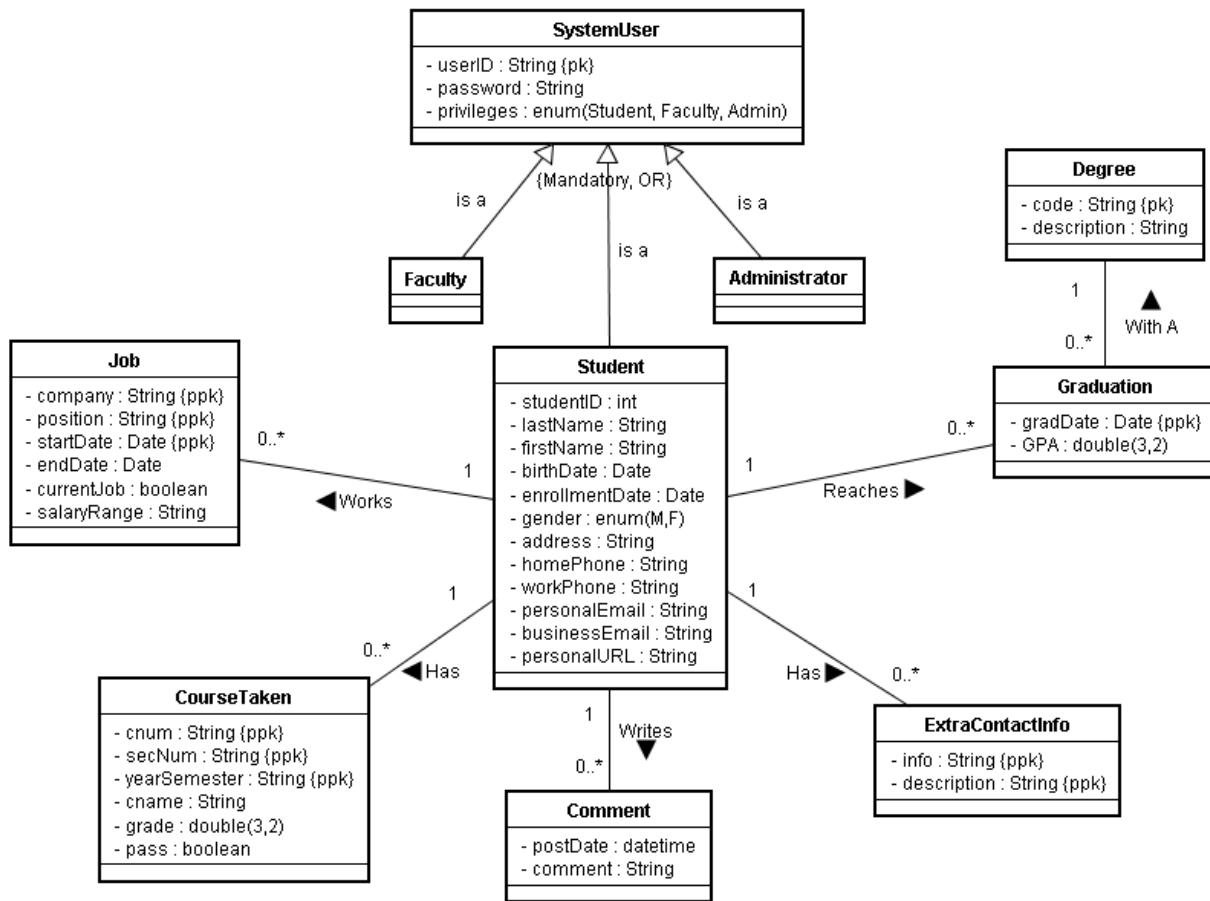 SystemUser
- userID : String {pk}
- password : String
- privileges : enum(Student, Faculty, Admin)
{Mandatory, OR}
is a
is a
is a
Degree
- code : String {pk}
- description : String
1
With A
0..*
Faculty
Administrator
Job
- company : String {ppk}
- position : String {ppk}
- startDate : Date {ppk}
- endDate : Date
- currentJob : boolean
- salaryRange : String
0..*
1
Works
Student
- studentID : int
- lastName : String
- firstName : String
- birthDate : Date
- enrollmentDate : Date
- gender : enum(M,F)
- address : String
- homePhone : String
- workPhone : String
- personalEmail : String
- businessEmail : String
- personalURL : String
Graduation
- gradDate : Date {ppk}
- GPA : double(3,2)
0..*
1
Reaches
1
0..*
Has
CourseTaken
- cnum : String {ppk}
- secNum : String {ppk}
- yearSemester : String {ppk}
- cname : String
- grade : double(3,2)
- pass : boolean
1
Writes
0..*
Comment
- postDate : datetime
- comment : String
1
Has
0..*
ExtraContactInfo
- info : String {ppk}
- description : String {ppk}